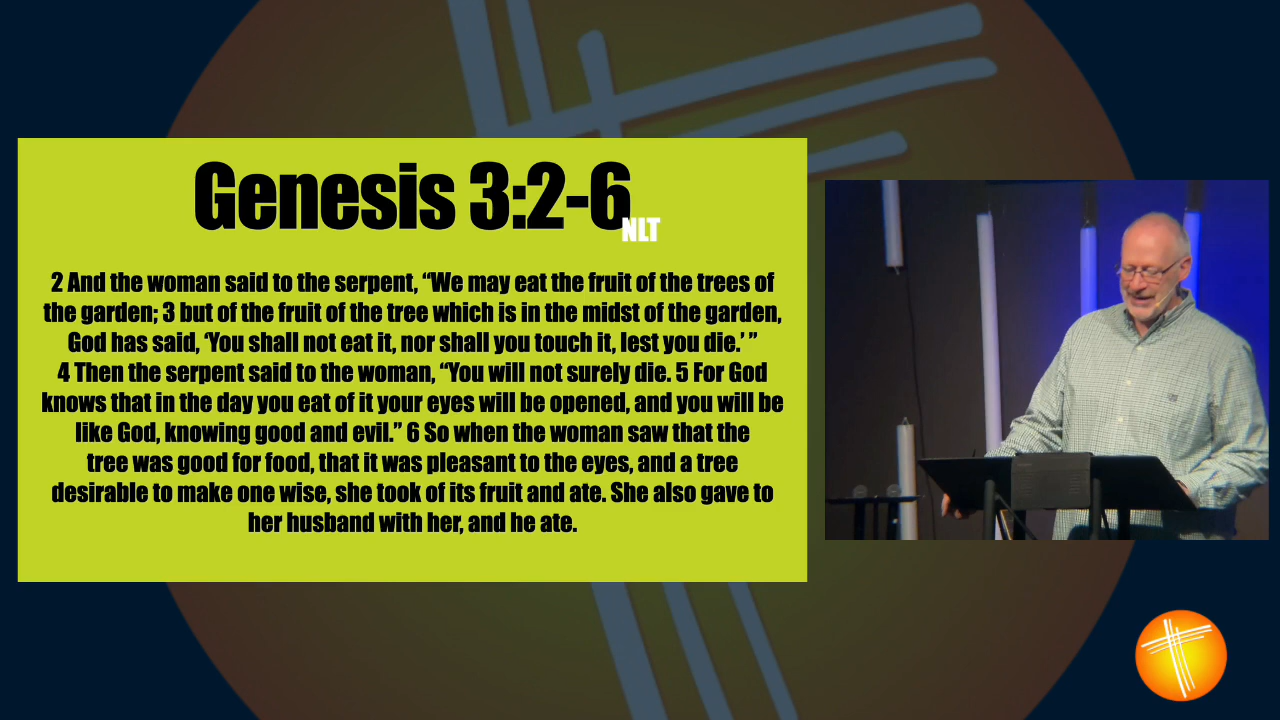 Genesis 3:2-6
NLT
2 And the woman said to the serpent, “We may eat the fruit of the trees of
the garden; 3 but of the fruit of the tree which is in the midst of the garden,
God has said, ‘You shall not eat it, nor shall you touch it, lest you die.’ ”
4 Then the serpent said to the woman, “You will not surely die. 5 For God
knows that in the day you eat of it your eyes will be opened, and you will be
like God, knowing good and evil.” 6 So when the woman saw that the
tree was good for food, that it was pleasant to the eyes, and a tree
desirable to make one wise, she took of its fruit and ate. She also gave to
her husband with her, and he ate.